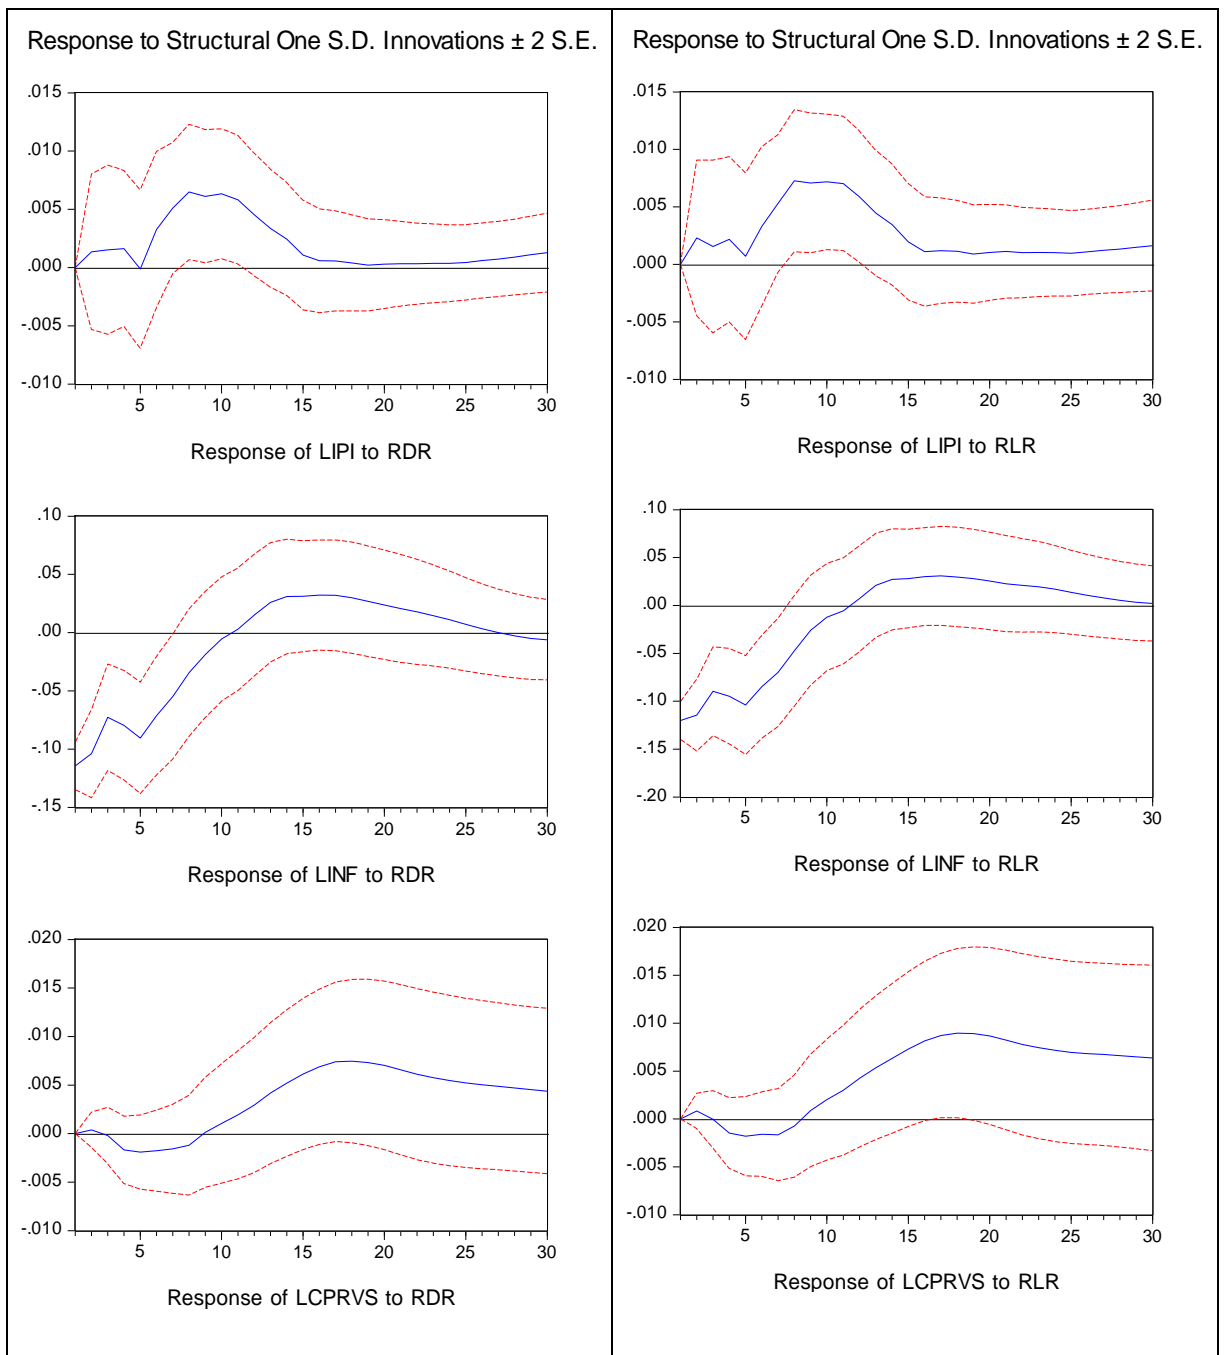 Response to Structural One S.D. Innovations ± 2 S.E.
.015
.010
.005
.000
-.005
-.010
5 10 15 20 25 30
Response of LIPI to RDR
.10
.05
.00
-.05
-.10
-.15
5 10 15 20 25 30
Response of LINF to RDR
.020
.015
.010
.005
.000
-.005
-.010
5 10 15 20 25 30
Response of LCPRVS to RDR
Response to Structural One S.D. Innovations ± 2 S.E.
.015
.010
.005
.000
-.005
-.010
5 10 15 20 25 30
Response of LIPI to RLR
.10
.05
.00
-.05
-.10
-.15
-.20
5 10 15 20 25 30
Response of LINF to RLR
.020
.015
.010
.005
.000
-.005
-.010
5 10 15 20 25 30
Response of LCPRVS to RLR